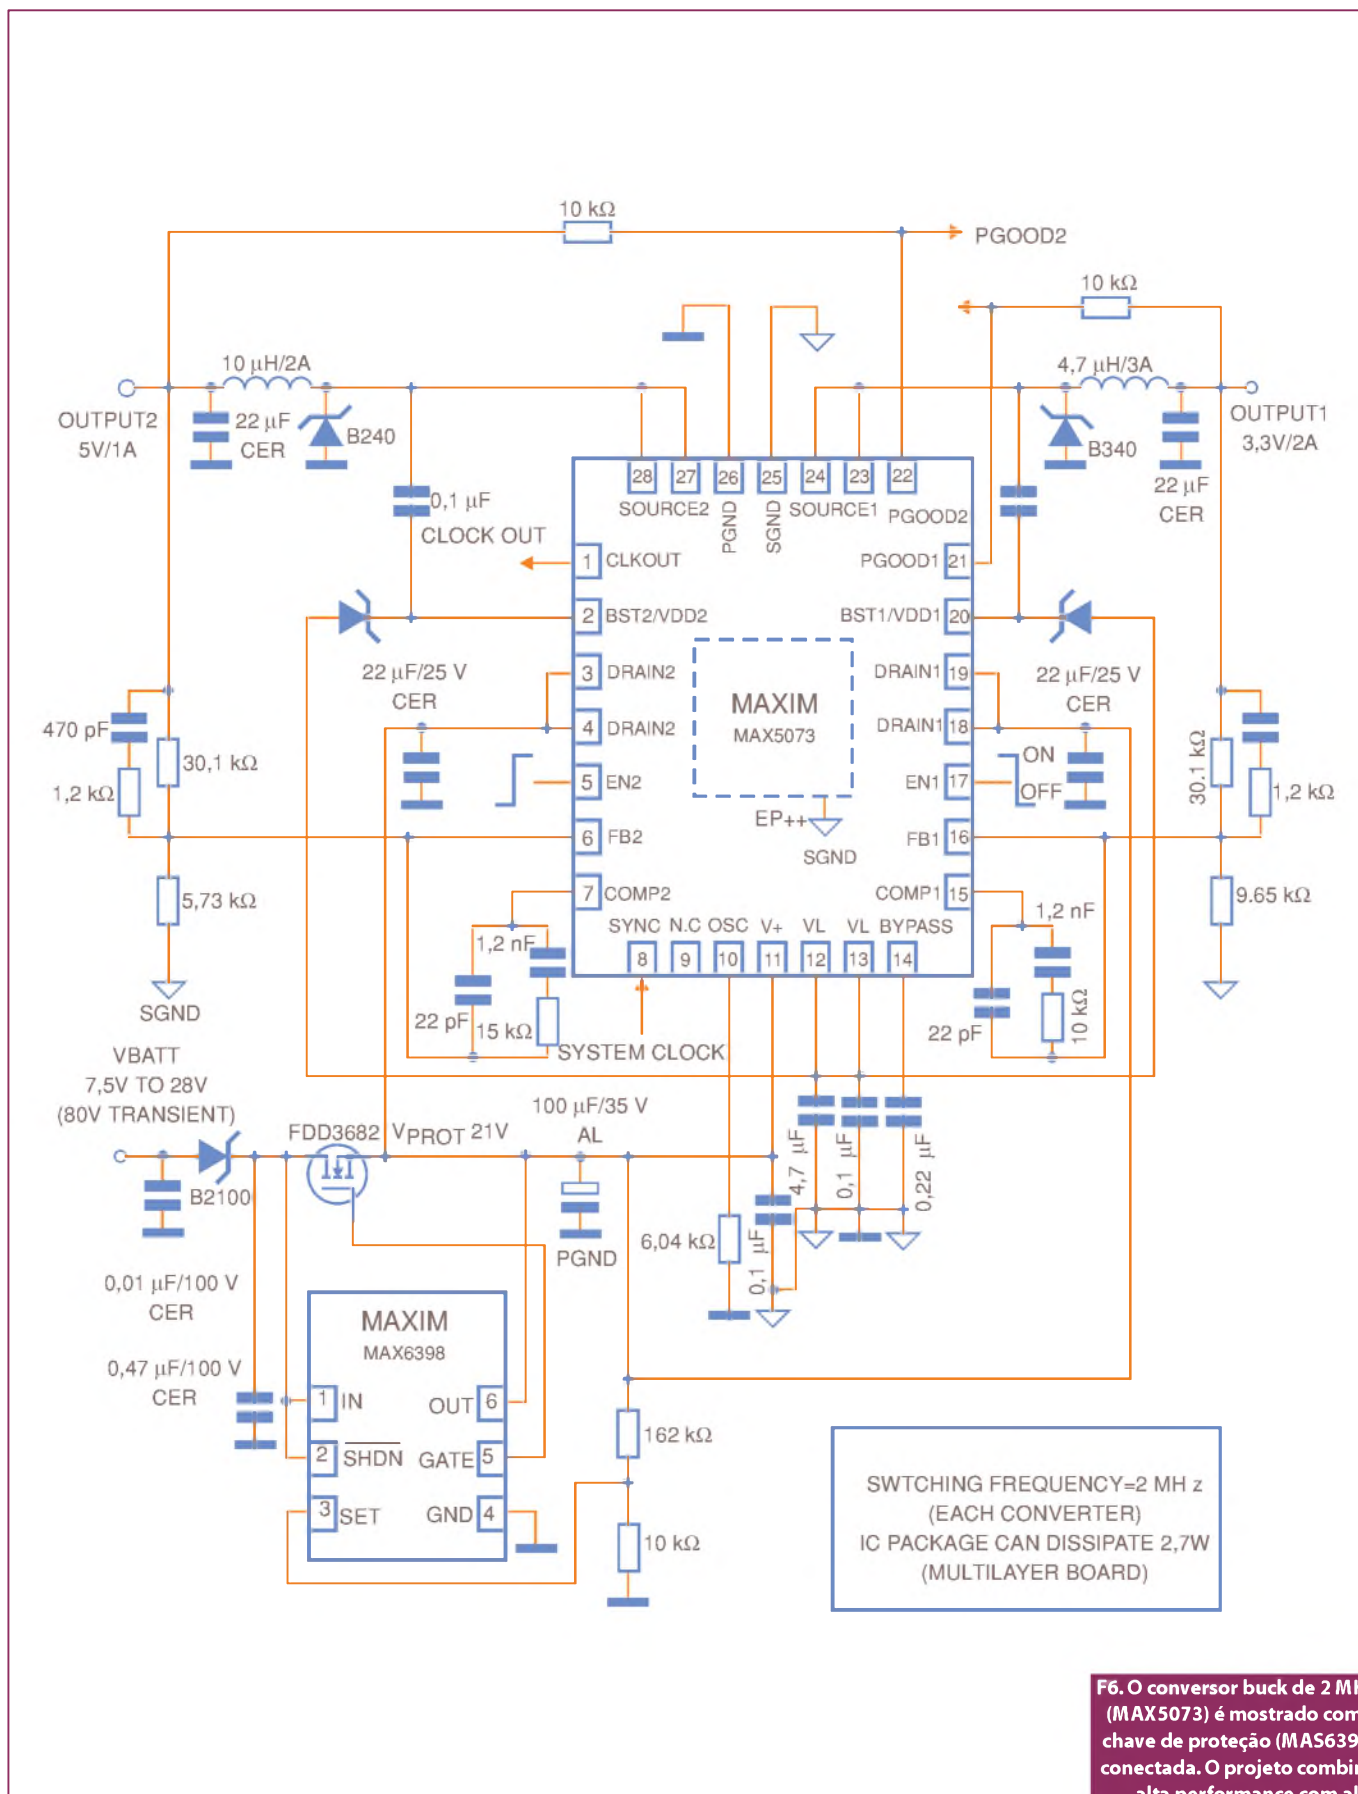 10 kΩ
PGOOD2
10 kΩ
10 µH/2A
4,7 µH/3A
OUTPUT2
5V/1A
22 µF
CER
B240
B340
OUTPUT1
3,3V/2A
22 µF
CER
28
27
26
25
24
23
22
SOURCE2
PGND
SGND
SOURCE1
PGOOD2
0,1 µF
CLOCK OUT
1
CLKOUT
PGOOD1
21
2
BST2/VDD2
BST1/VDD1
20
22 µF/25 V
CER
3
DRAIN2
DRAIN1
19
22 µF/25 V
CER
MAXIM
MAX5073
4
DRAIN2
DRAIN1
18
470 pF
30,1 kΩ
1,2 kΩ
5
EN2
EN1
17
ON
OFF
30.1 kΩ
1,2 kΩ
EP++
SGND
6
FB2
FB1
16
5,73 kΩ
7
COMP2
COMP1
15
9.65 kΩ
SYNC
N.C
OSC
V+
VL
VL
BYPASS
8
9
10
11
12
13
14
1,2 nF
22 pF
15 kΩ
1,2 nF
22 pF
10 kΩ
SGND
SYSTEM CLOCK
VBATT
7,5V TO 28V
(80V TRANSIENT)
FDD3682
VPROT 21V
100 µF/35 V
AL
B2100
PGND
6,04 kΩ
0,1 µF
4,7 µF
0,1 µF
0,22 µF
0,01 µF/100 V
CER
0,47 µF/100 V
CER
MAXIM
MAX6398
1
IN
OUT
6
2
SHDN
GATE
5
3
SET
GND
4
162 kΩ
10 kΩ
SWTCHING FREQUENCY=2 MH z
(EACH CONVERTER)
IC PACKAGE CAN DISSIPATE 2,7W
(MULTILAYER BOARD)
F6. O conversor buck de 2 MH
(MAX5073) é mostrado com
chave de proteção (MAS639
conectada. O projeto combin
alta performance com al